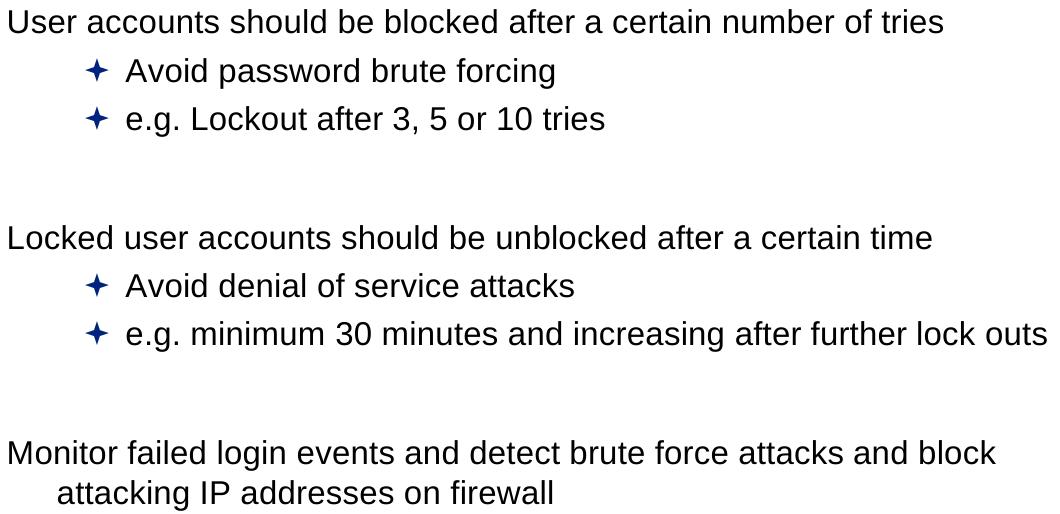 User accounts should be blocked after a certain number of tries
Avoid password brute forcing
e.g. Lockout after 3, 5 or 10 tries
Locked user accounts should be unblocked after a certain time
Avoid denial of service attacks
e.g. minimum 30 minutes and increasing after further lock outs
Monitor failed login events and detect brute force attacks and block
attacking IP addresses on firewall